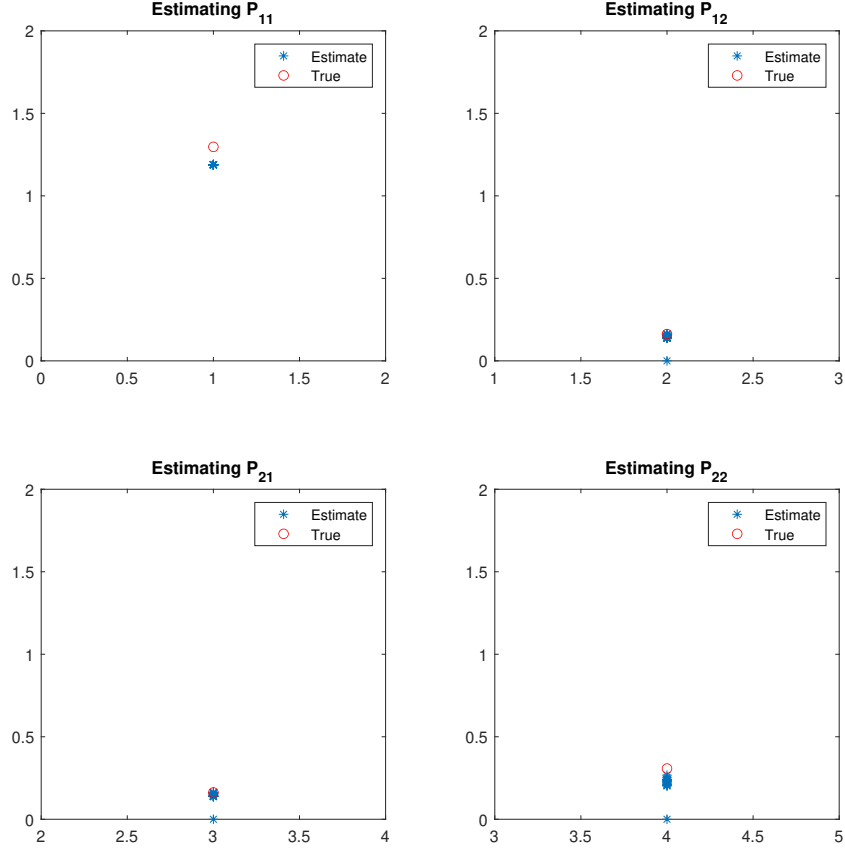 Estimating P11
2
1.5
1
0.5
0
0 0.5 1 1.5 2
Estimate
True
Estimating P12
2
1.5
1
0.5
0
1 1.5 2 2.5 3
Estimate
True
Estimating P21
2
1.5
1
0.5
0
2 2.5 3 3.5 4
Estimate
True
Estimating P22
2
1.5
1
0.5
0
3 3.5 4 4.5 5
Estimate
True